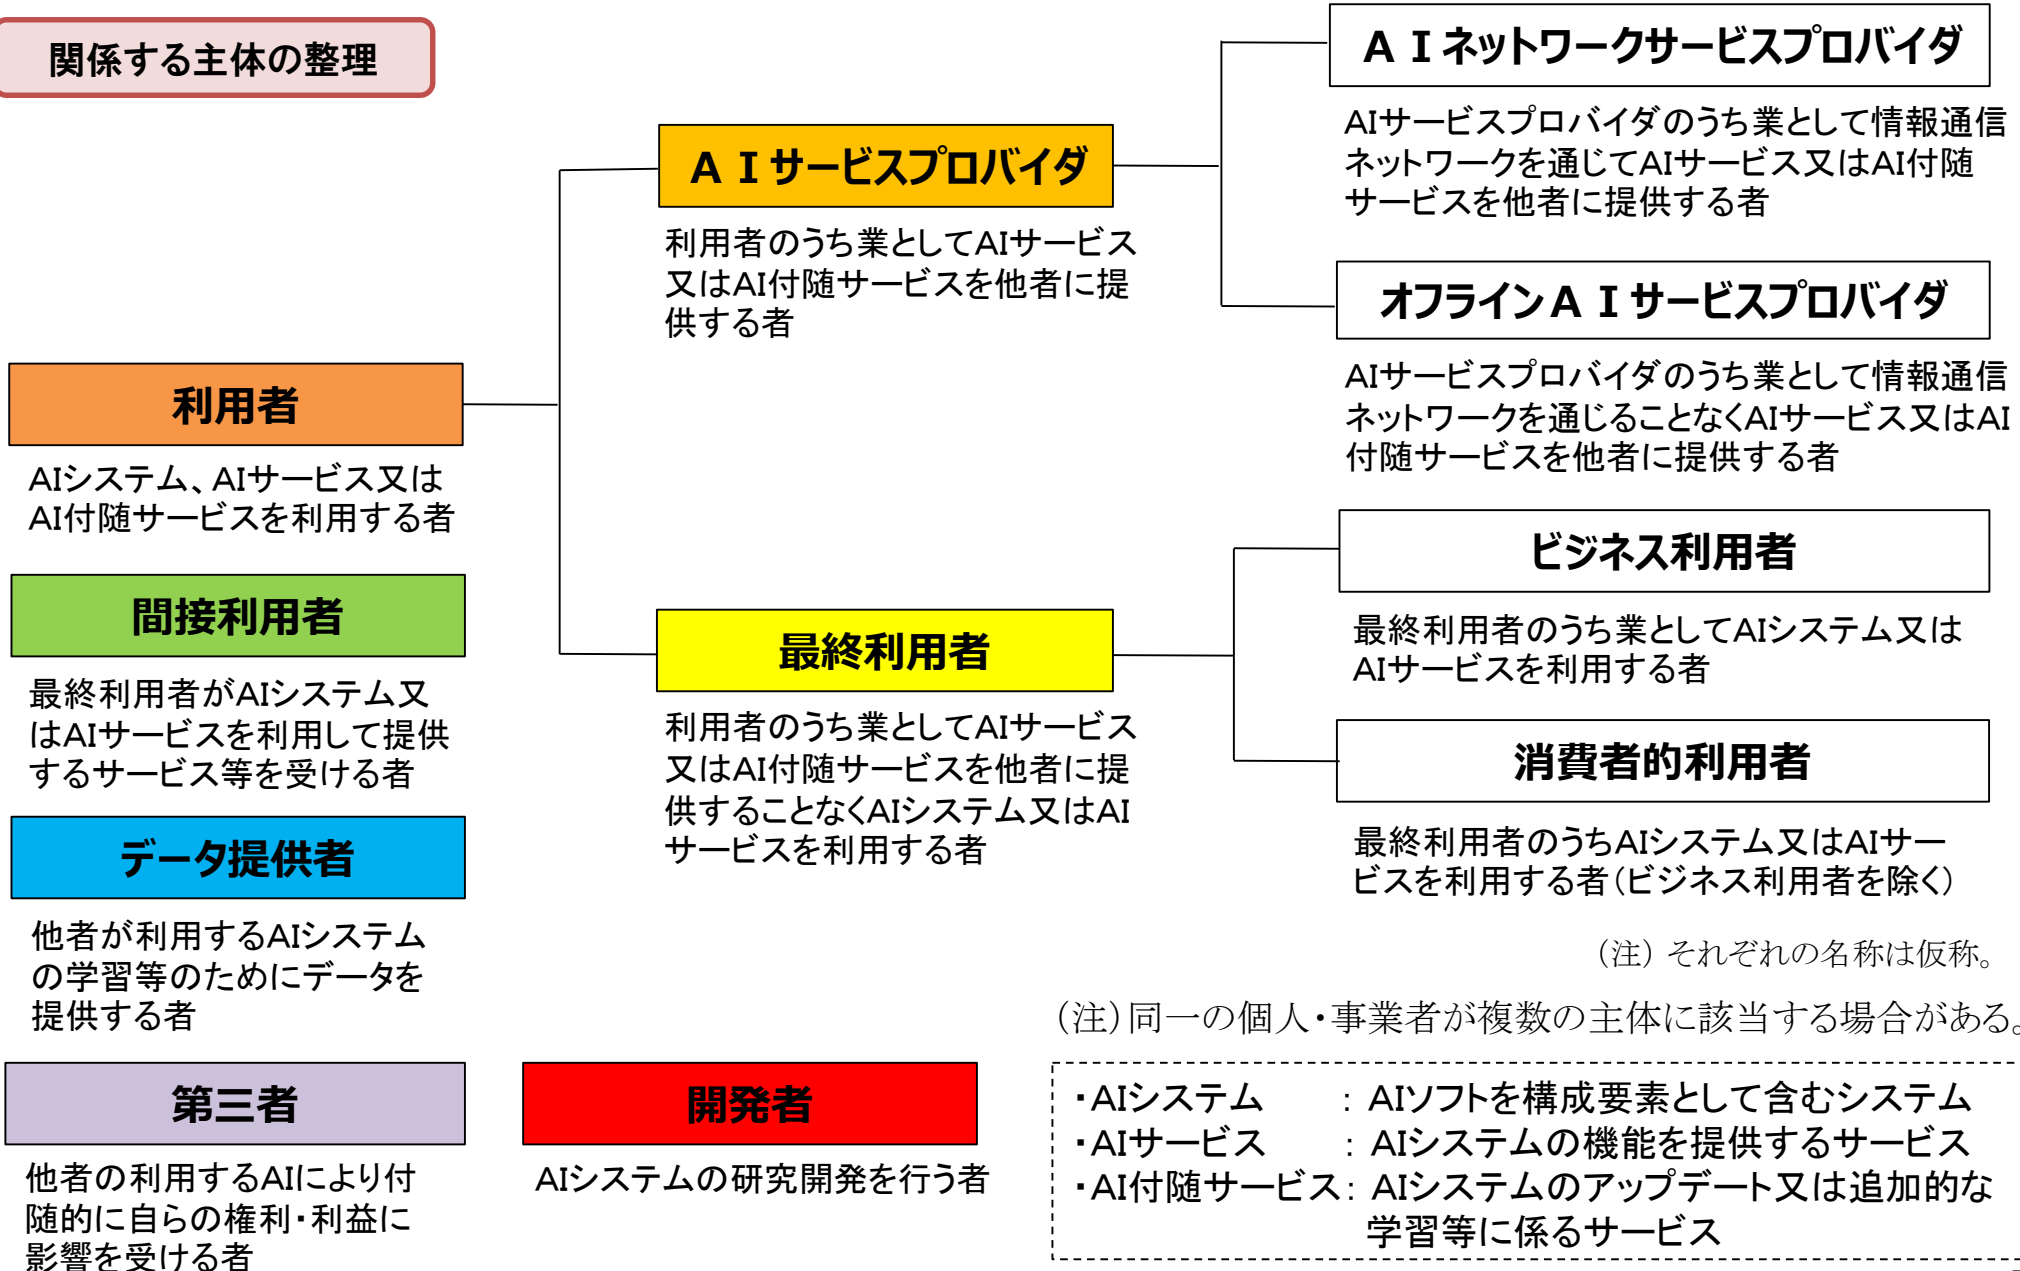 関係する主体の整理
利用者
AIシステム、AIサービス又は
AI付随サービスを利用する者
間接利用者
最終利用者がAIシステム又
はAIサービスを利用して提供
するサービス等を受ける者
データ提供者
他者が利用するAIシステム
の学習等のためにデータを
提供する者
第三者
他者の利用するAIにより付
随的に自らの権利・利益に
影響を受ける者
開発者
AIシステムの研究開発を行う者
ＡＩサービスプロバイダ
利用者のうち業としてAIサービス
又はAI付随サービスを他者に提
供する者
最終利用者
利用者のうち業としてAIサービス
又はAI付随サービスを他者に提
供することなくAIシステム又はAI
サービスを利用する者
ＡＩネットワークサービスプロバイダ
AIサービスプロバイダのうち業として情報通信
ネットワークを通じてAIサービス又はAI付随
サービスを他者に提供する者
オフラインＡＩサービスプロバイダ
AIサービスプロバイダのうち業として情報通信
ネットワークを通じることなくAIサービス又はAI
付随サービスを他者に提供する者
ビジネス利用者
最終利用者のうち業としてAIシステム又は
AIサービスを利用する者
消費者的利用者
最終利用者のうちAIシステム又はAIサー
ビスを利用する者（ビジネス利用者を除く）
（注）それぞれの名称は仮称。
（注）同一の個人・事業者が複数の主体に該当する場合がある。
・AIシステム ： AIソフトを構成要素として含むシステム
・AIサービス ： AIシステムの機能を提供するサービス
・AI付随サービス： AIシステムのアップデート又は追加的な
学習等に係るサービス